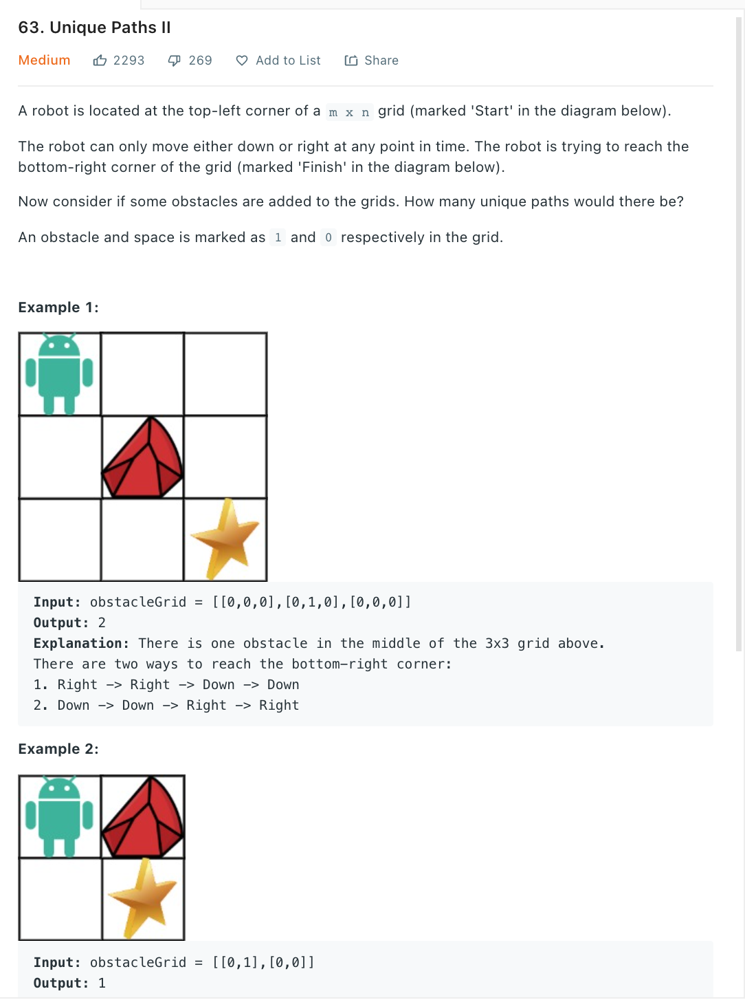 63. Unique Paths II
Medium 2293 269 Add to List Share
A robot is located at the top-left corner of a m x n grid (marked 'Start' in the diagram below).
The robot can only move either down or right at any point in time. The robot is trying to reach the
bottom-right corner of the grid (marked 'Finish' in the diagram below).
Now consider if some obstacles are added to the grids. How many unique paths would there be?
An obstacle and space is marked as 1 and 0 respectively in the grid.
Example 1:
Input: obstacleGrid = [[0,0,0],[0,1,0],[0,0,0]]
Output: 2
Explanation: There is one obstacle in the middle of the 3x3 grid above.
There are two ways to reach the bottom-right corner:
1. Right -> Right -> Down -> Down
2. Down -> Down -> Right -> Right
Example 2:
Input: obstacleGrid = [[0,1],[0,0]]
Output: 1